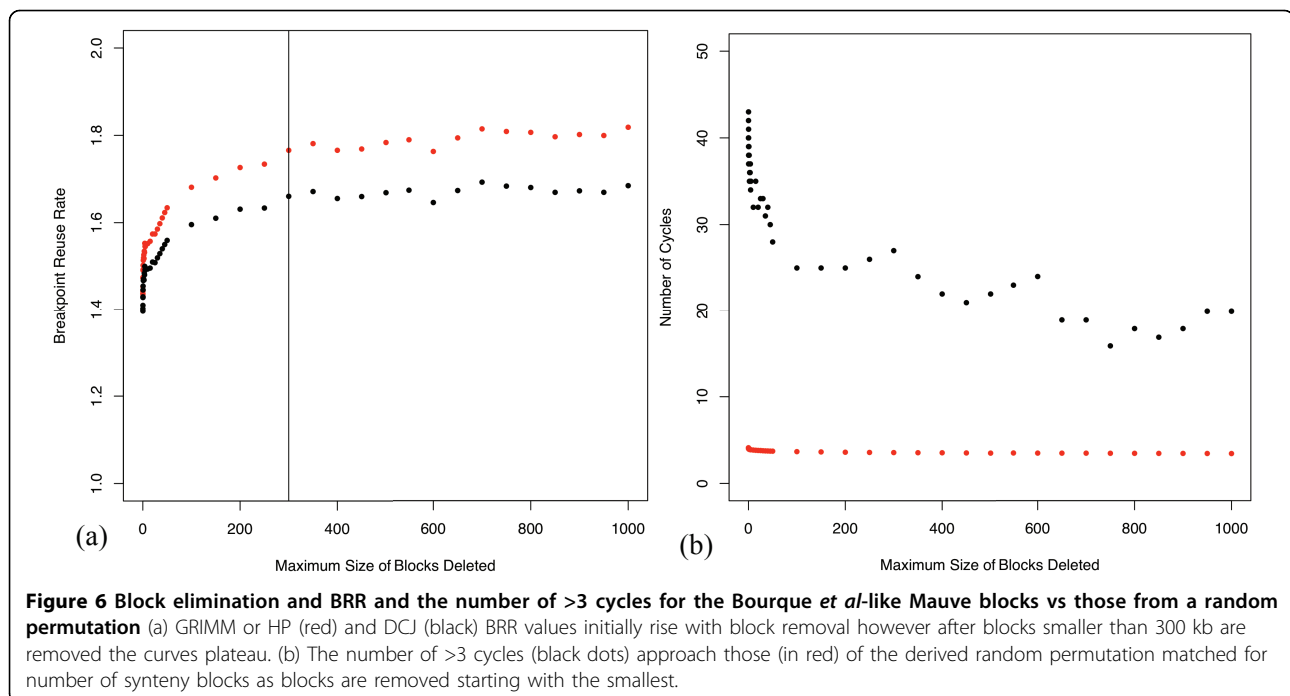 2.0
1.8
1.6
1.4
1.2
1.0
Breakpoint Reuse Rate
0 200 400 600 800 1000
(a)
Maximum Size of Blocks Deleted
50
40
30
20
10
0
Number of Cycles
0 200 400 600 800 1000
(b)
Maximum Size of Blocks Deleted
Figure 6 Block elimination and BRR and the number of >3 cycles for the Bourque et al-like Mauve blocks vs those from a random
permutation (a) GRIMM or HP (red) and DCJ (black) BRR values initially rise with block removal however after blocks smaller than 300 kb are
removed the curves plateau. (b) The number of >3 cycles (black dots) approach those (in red) of the derived random permutation matched for
number of synteny blocks as blocks are removed starting with the smallest.